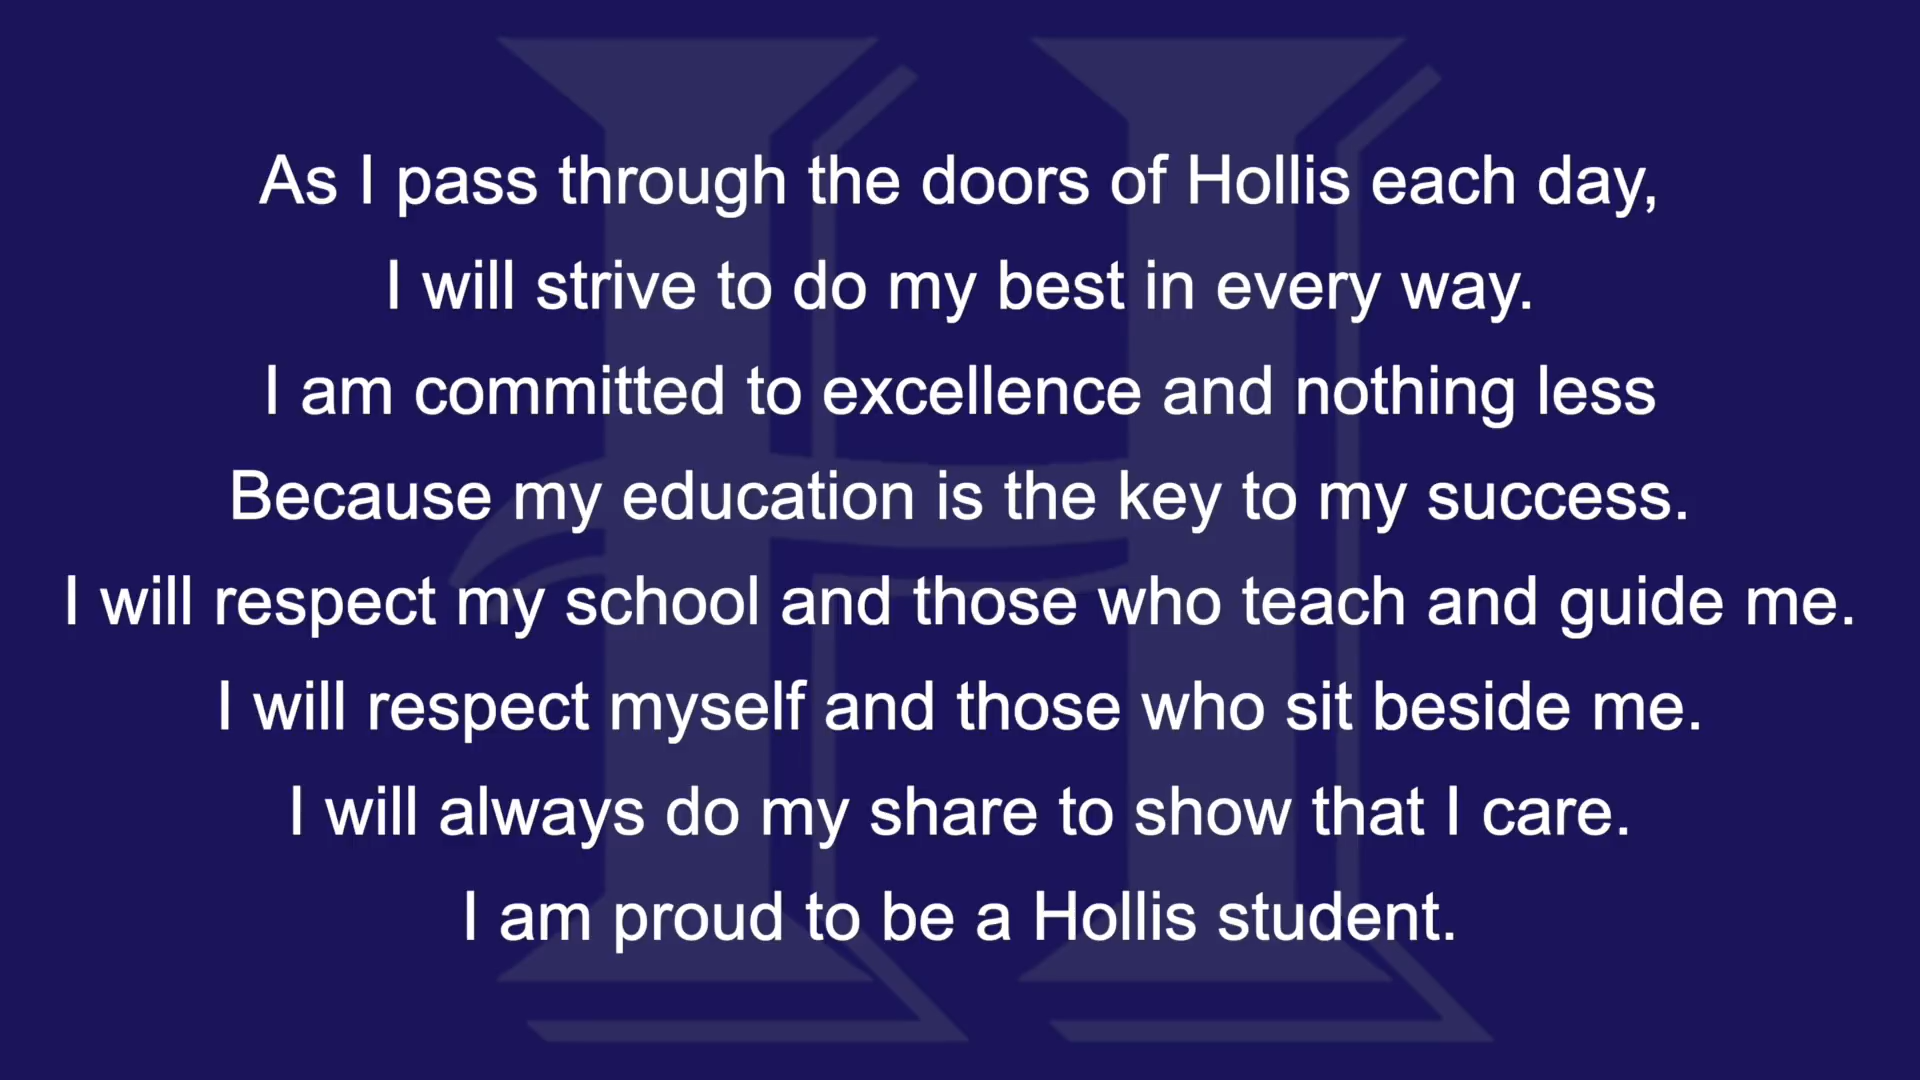 As I pass through the doors of Hollis each day,
I will strive to do my best in every way.
I am committed to excellence and nothing less
Because my education is the key to my success.
I will respect my school and those who teach and guide me.
I will respect myself and those who sit beside me.
I will always do my share to show that I care.
I am proud to be a Hollis student.